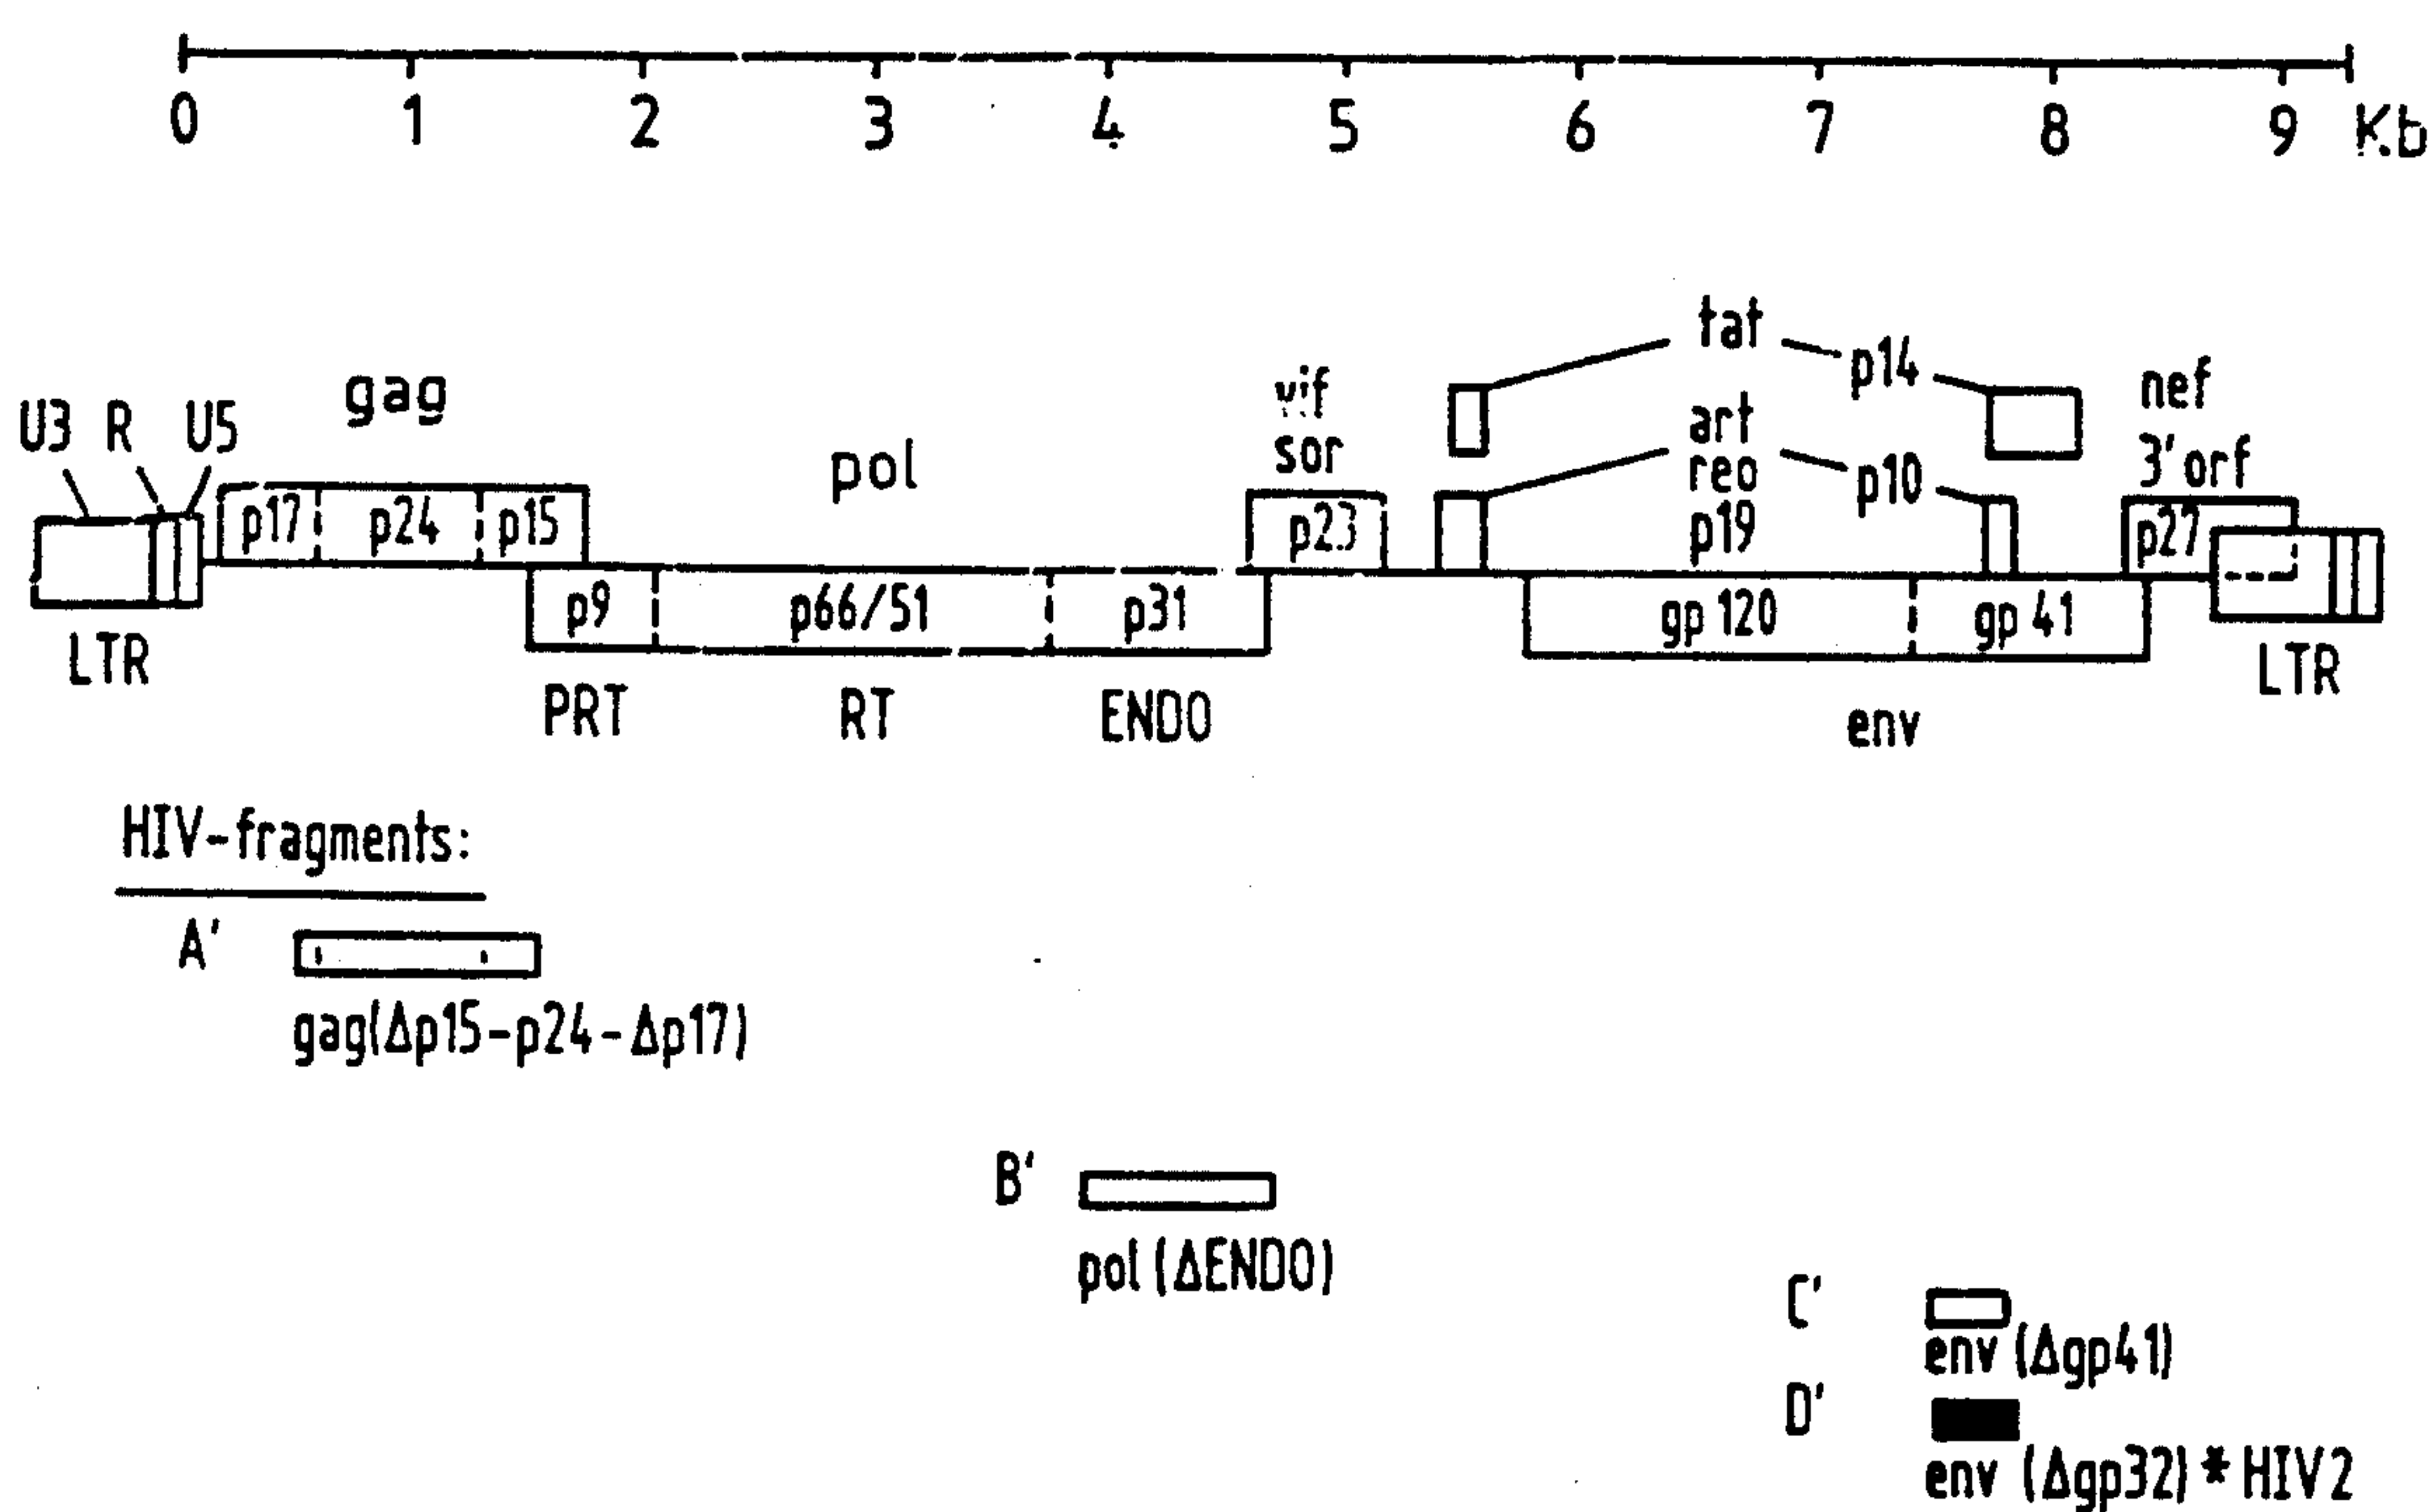 0 1 2 3 4 5 6 7 8 9 Kb
tat
p14
gag
vif
nef
U3 R U5
art
pol
sor
reo
p10
3'orf
p17 p24 p15
p23
p19
p27
p9 p66/51 p31
gp 120 gp 41
LTR
LTR
PRT RT ENDO
env
HIV-fragments:
A'
gag(Δp15-p24-Δp17)
B'
pol (ΔENDO)
C'
env (Δgp41)
D'
env (Δgp32) * HIV2